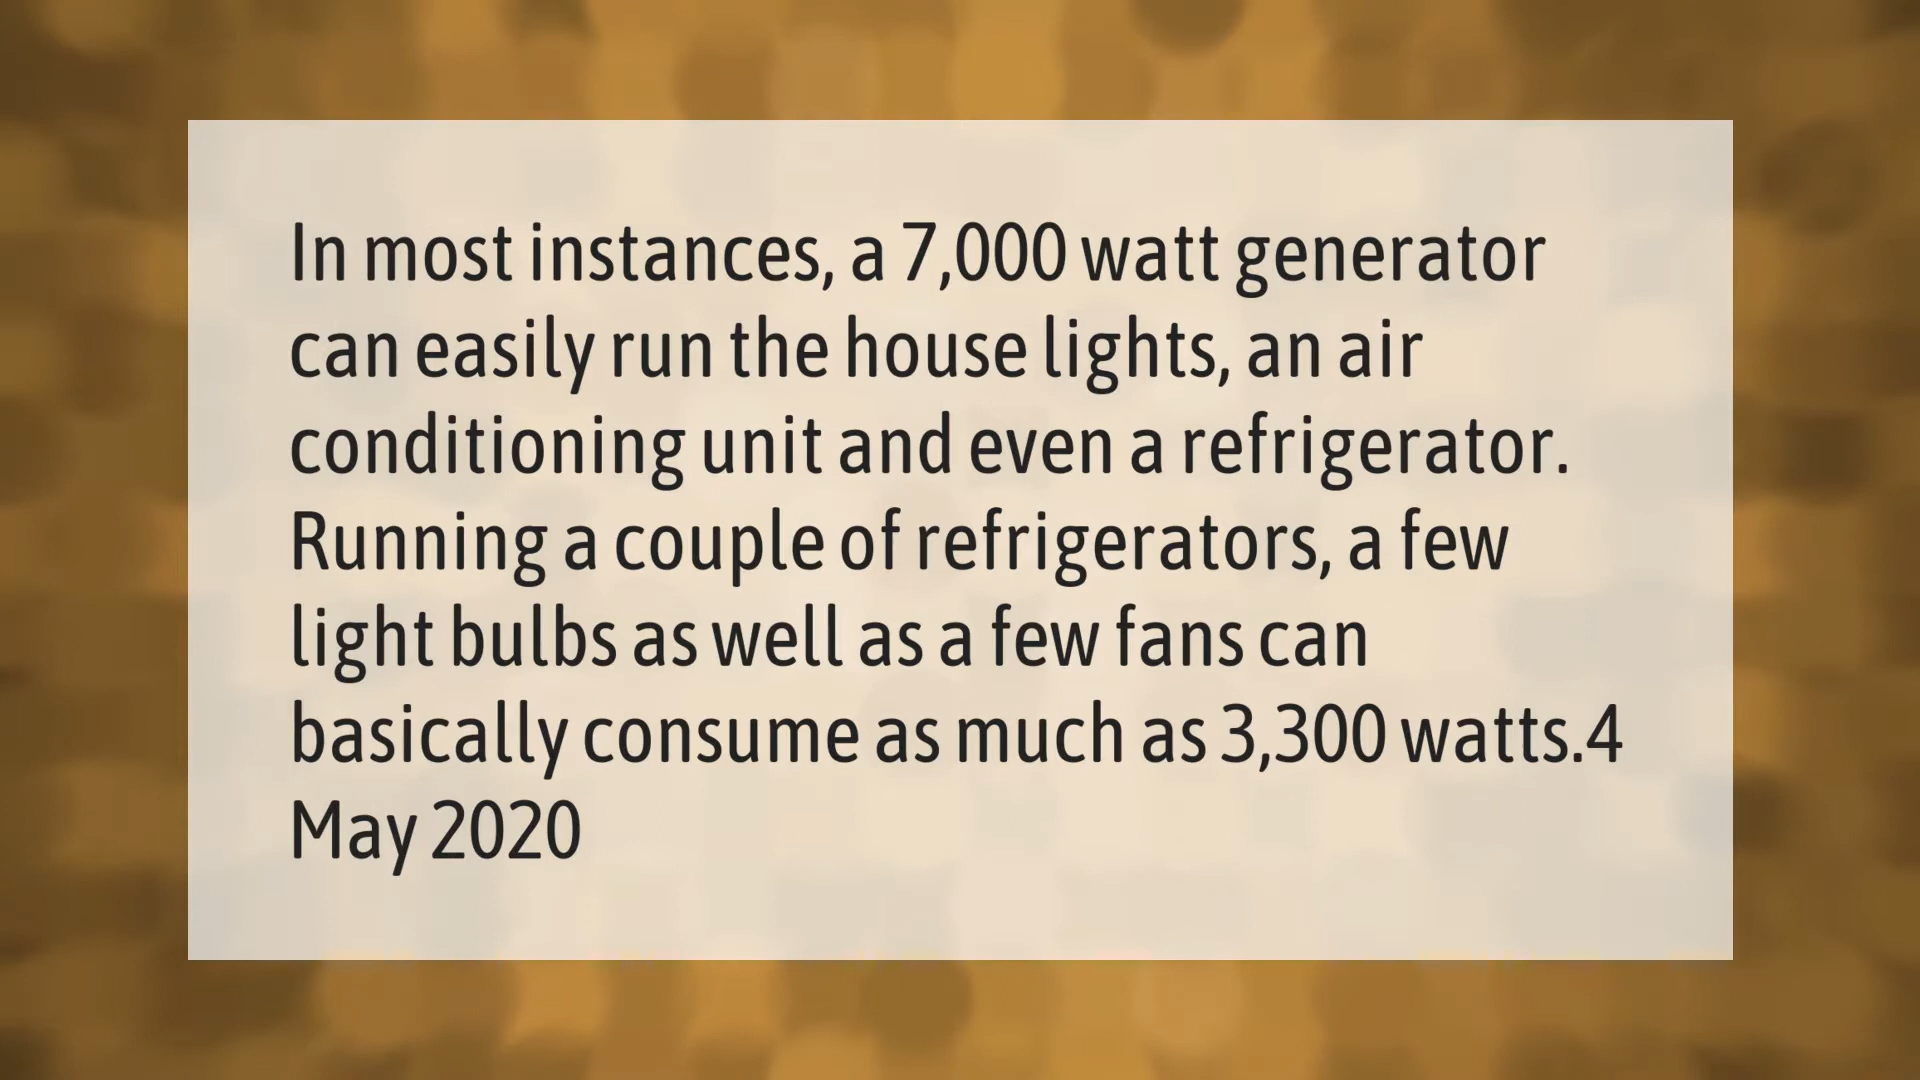 In most instances, a 7,000 watt generator
can easily run the house lights, an air
conditioning unit and even a refrigerator.
Running a couple of refrigerators, a few
light bulbs as well as a few fans can
basically consume as much as 3,300 watts.4
May 2020